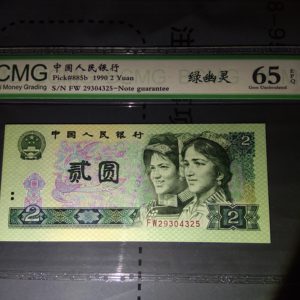 CMG
Money Grading
中国人民银行
Pick#885b 1990 2 Yuan
S/N FW 29304325-Note guarantee
绿幽灵
65
EPQ
Gem Uncirculated
中国人民银行
贰圆
2
2
FW29304325